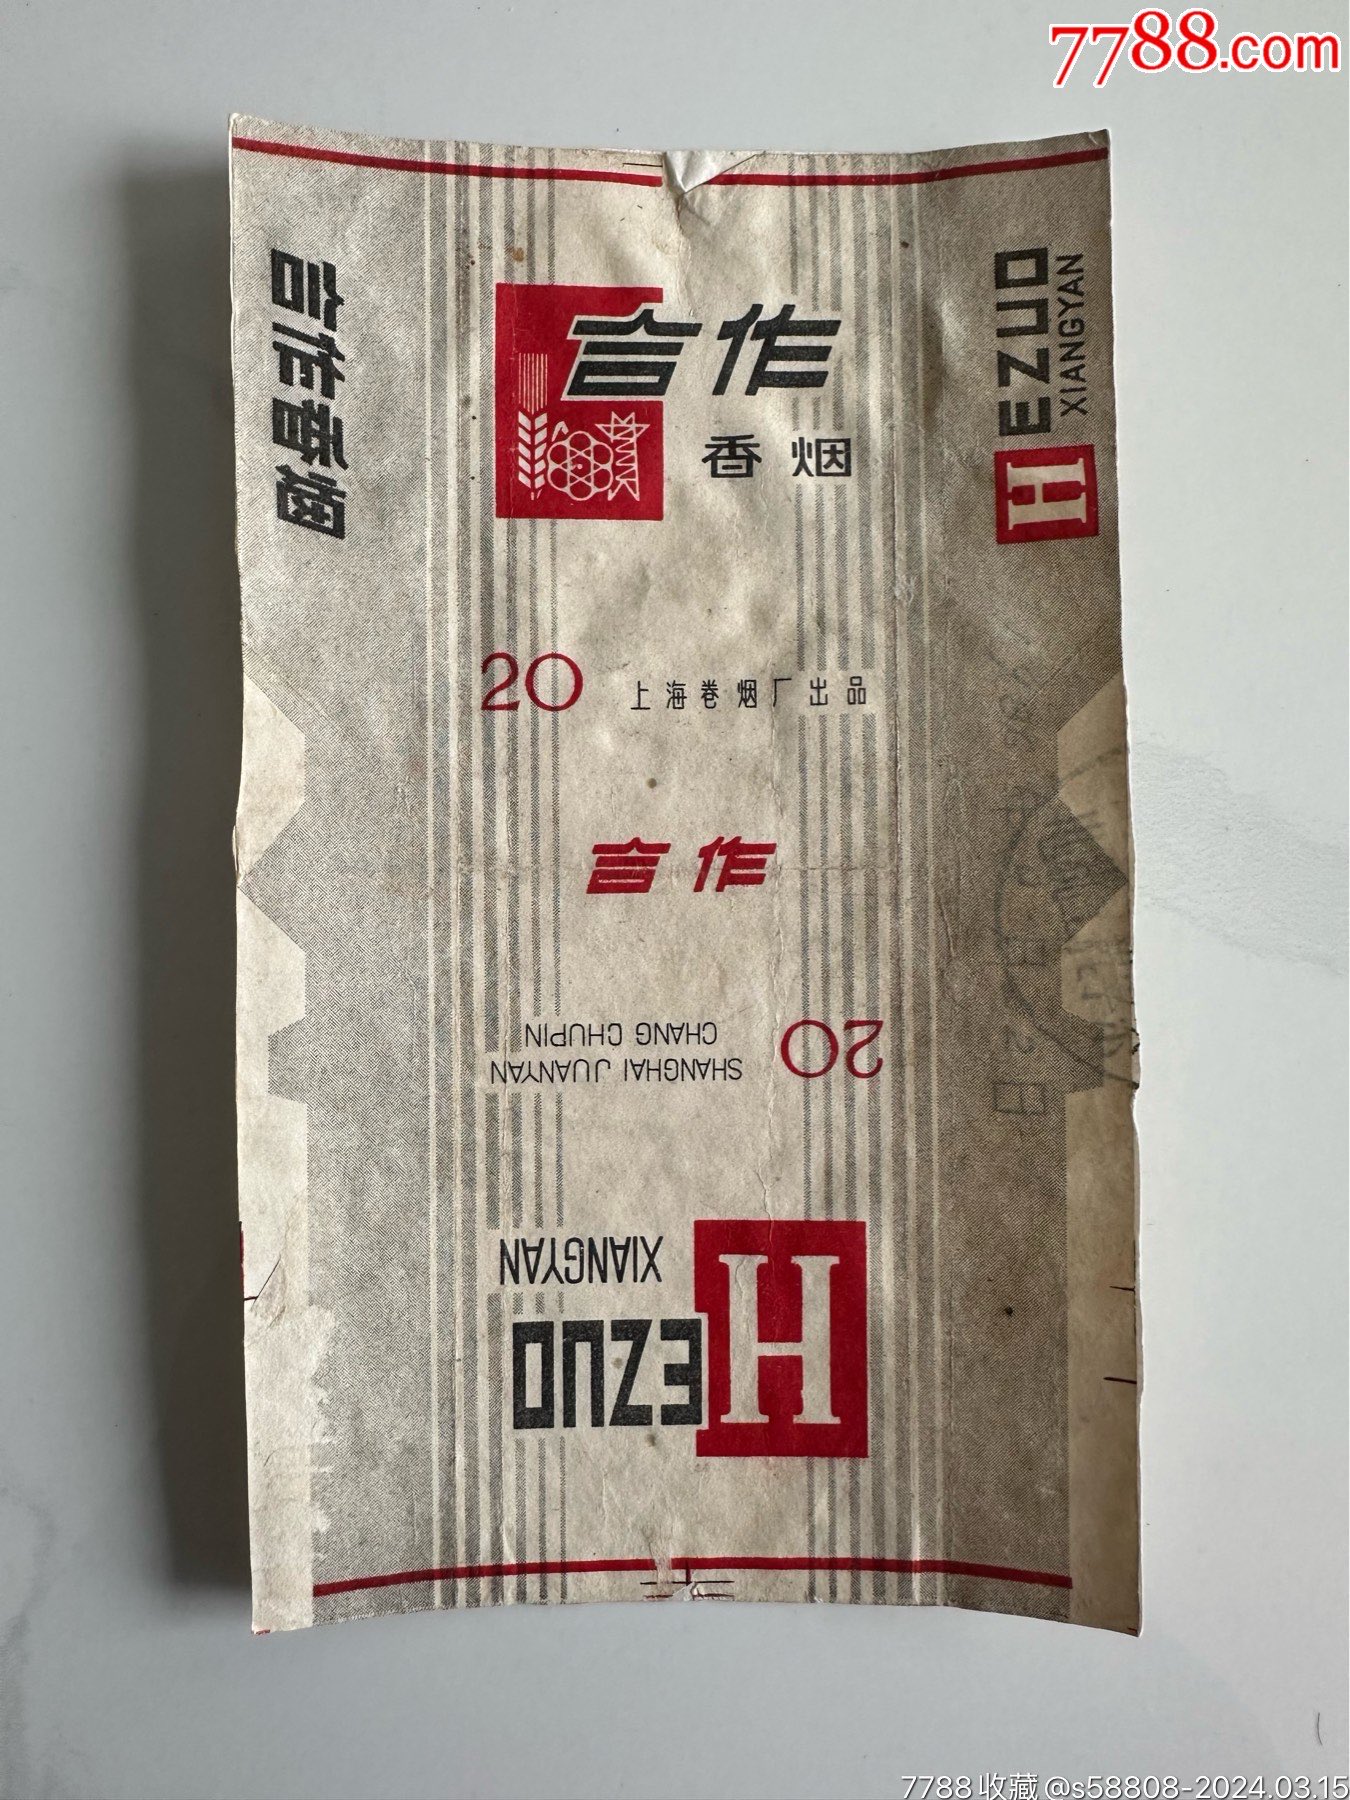 7788.com
合作
香烟
20 上海卷烟厂出品
合作
20 SHANGHAI JUANYAN
CHANG CHUPIN
HEZUO
XIANGYAN
合作香烟
HEZUO
XIANGYAN
7788收藏@s58808-2024.03.15